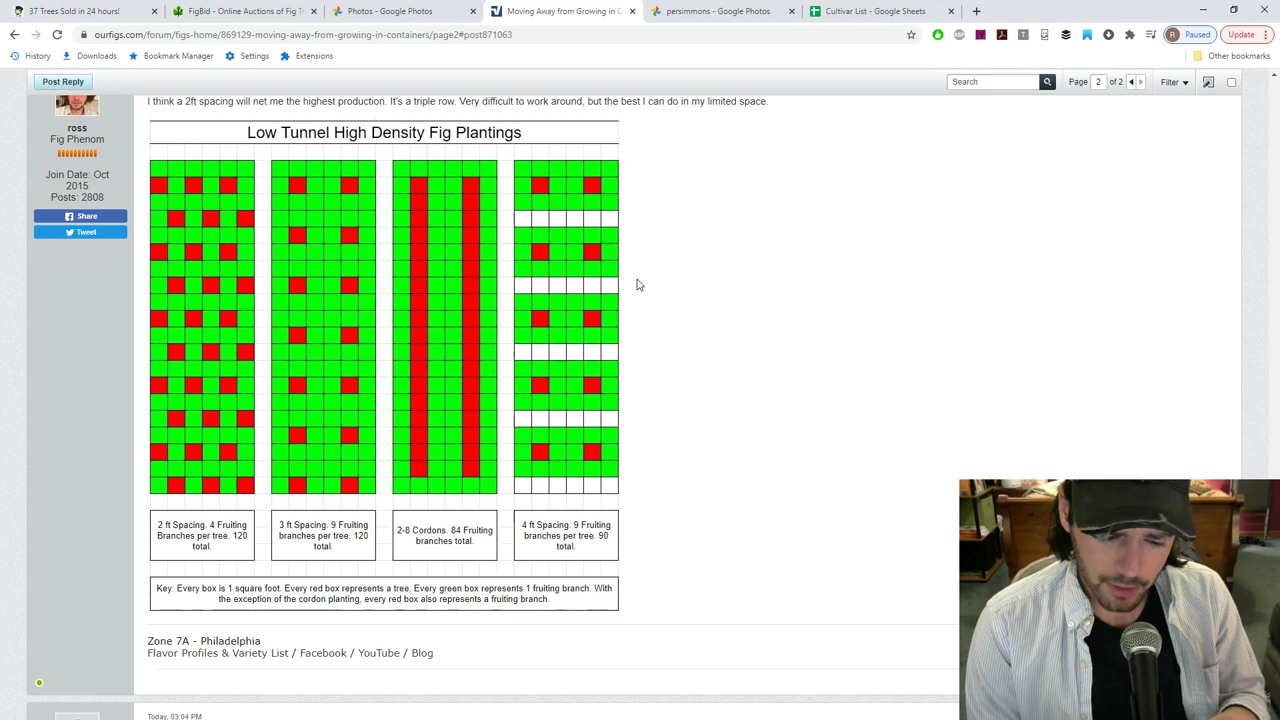 37 Trees Sold in 24 hours!
FigBid - Online Auctions of Fig Tr
Photos - Google Photos
Moving Away from Growing in C
persimmons - Google Photos
Cultivar List - Google Sheets
ourfigs.com/forum/figs-home/869129-moving-away-from-growing-in-containers/page2#post871063
R Paused
Update
History
Downloads
Bookmark Manager
Settings
Extensions
Other bookmarks
Post Reply
Search
Page 2 of 2
Filter
I think a 2ft spacing will net me the highest production. It's a triple row. Very difficult to work around, but the best I can do in my limited space.
ross
Fig Phenom
Join Date: Oct
2015
Posts: 2808
Share
Tweet
Low Tunnel High Density Fig Plantings
2 ft Spacing. 4 Fruiting
Branches per tree. 120
total.
3 ft Spacing. 9 Fruiting
branches per tree. 120
total.
2-8 Cordons. 84 Fruiting
branches total.
4 ft Spacing. 9 Fruiting
branches per tree. 90
total.
Key: Every box is 1 square foot. Every red box represents a tree. Every green box represents 1 fruiting branch. With
the exception of the cordon planting, every red box also represents a fruiting branch.
Zone 7A - Philadelphia
Flavor Profiles & Variety List / Facebook / YouTube / Blog
Today, 03:04 PM